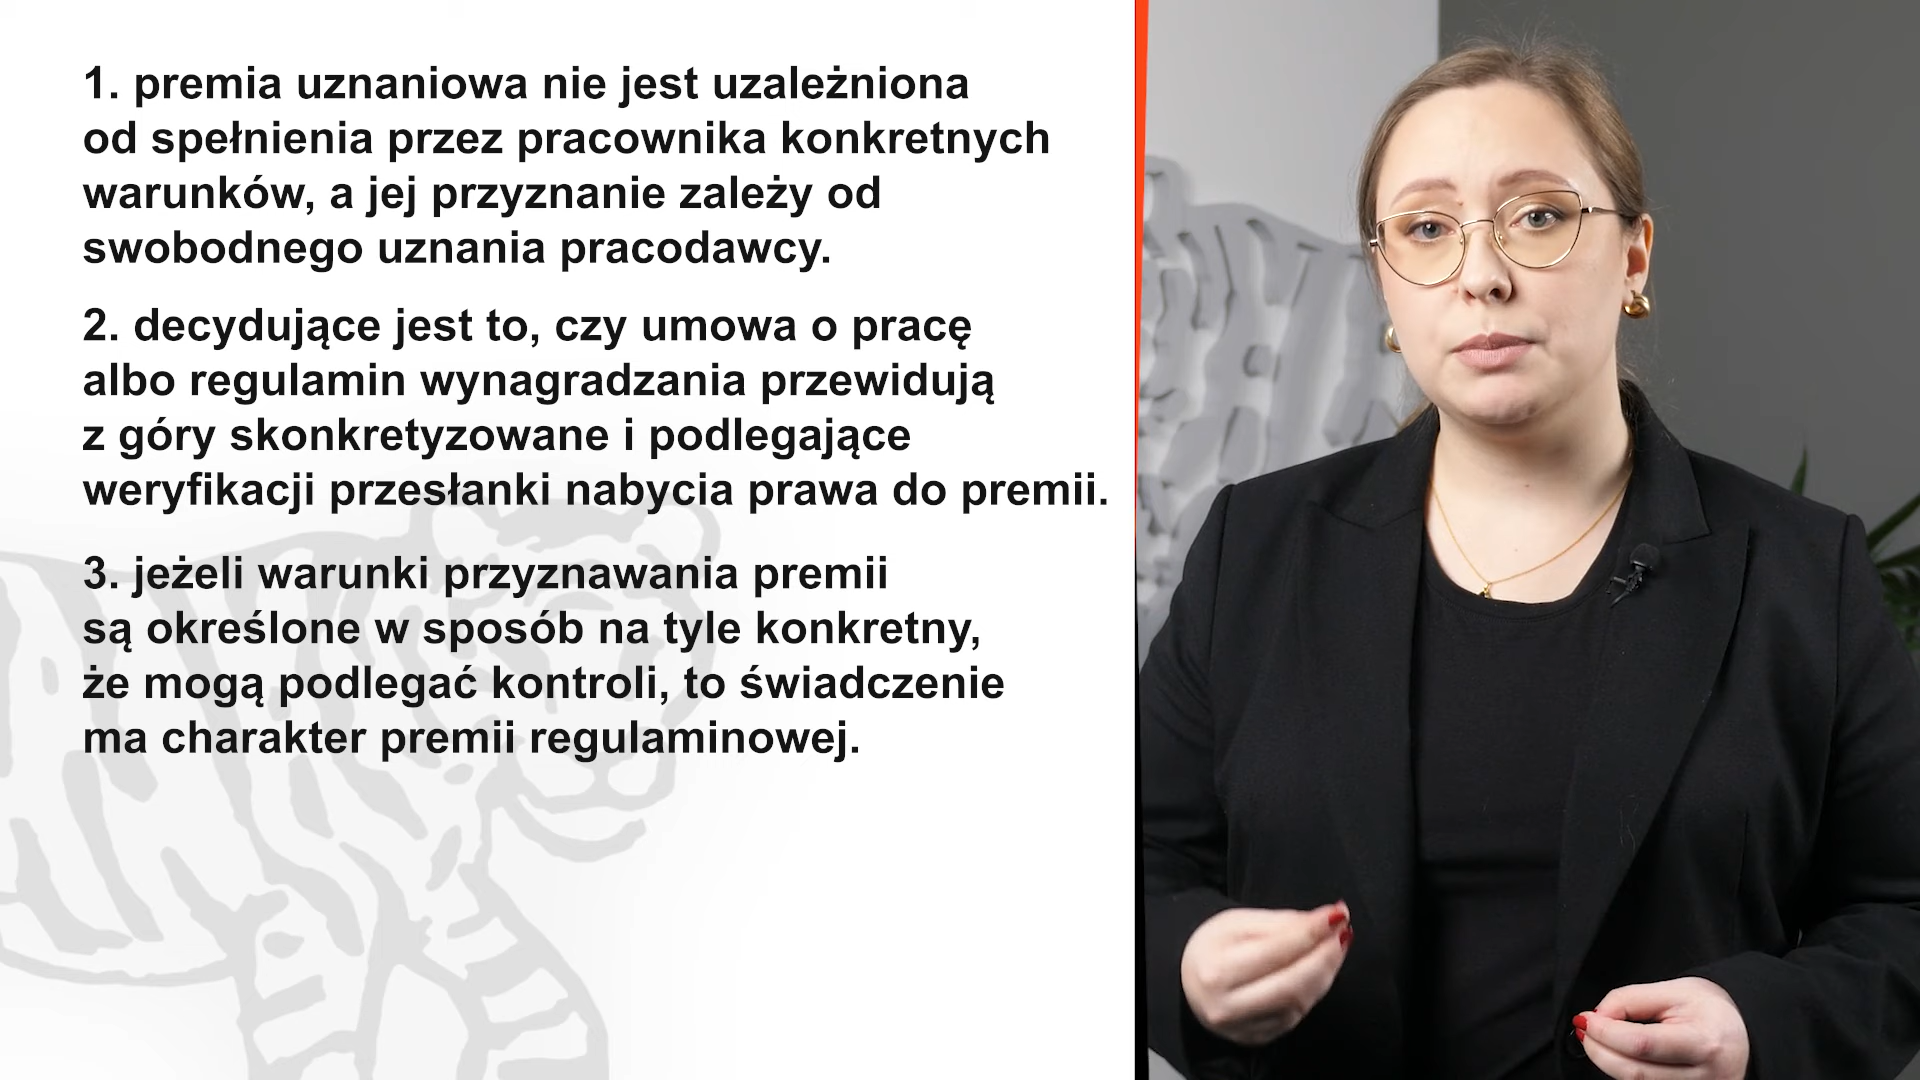 1. premia uznaniowa nie jest uzależniona
od spełnienia przez pracownika konkretnych
warunków, a jej przyznanie zależy od
swobodnego uznania pracodawcy.
2. decydujące jest to, czy umowa o pracę
albo regulamin wynagradzania przewidują
z góry skonkretyzowane i podlegające
weryfikacji przesłanki nabycia prawa do premii.
3. jeżeli warunki przyznawania premii
są określone w sposób na tyle konkretny,
że mogą podlegać kontroli, to świadczenie
ma charakter premii regulaminowej.